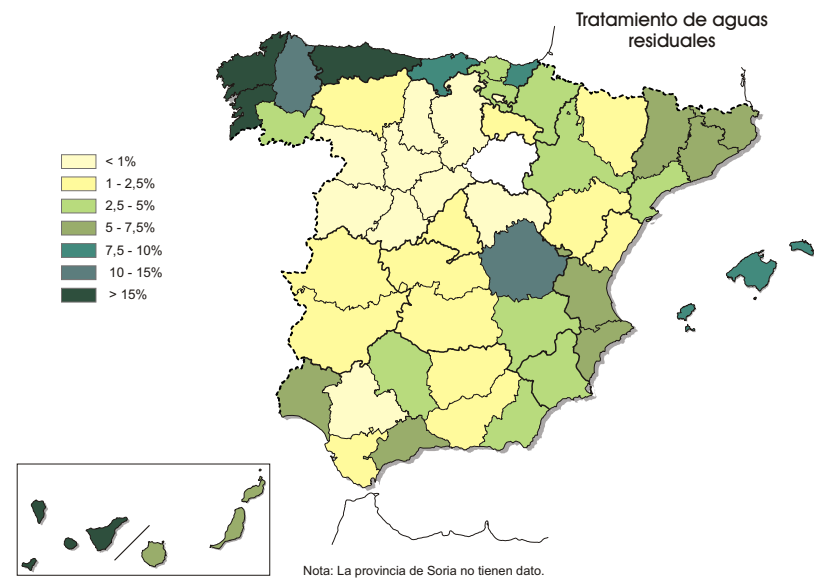 Tratamiento de aguas
residuales
< 1%
1 - 2,5%
2,5 - 5%
5 - 7,5%
7,5 - 10%
10 - 15%
> 15%
Nota: La provincia de Soria no tienen dato.